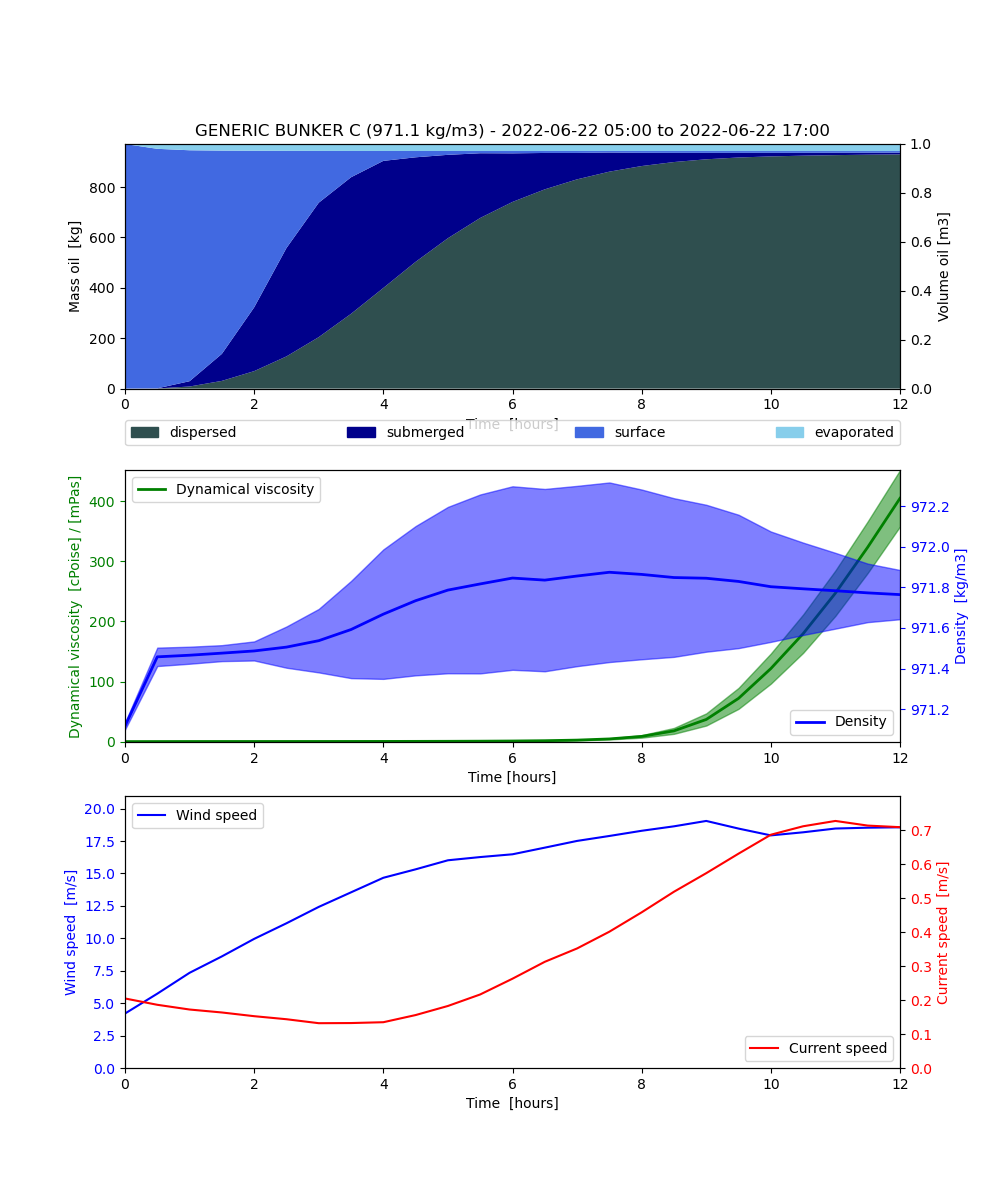 GENERIC BUNKER C (971.1 kg/m3) - 2022-06-22 05:00 to 2022-06-22 17:00
Mass oil [kg]
800
600
400
200
0
1.0
0.8
0.6
0.4
0.2
0.0
Volume oil [m3]
0 2 4 6 8 10 12
Time [hours]
dispersed submerged surface evaporated
Dynamical viscosity [cPoise] / [mPas]
400
300
200
100
0
Dynamical viscosity
972.2
972.0
971.8
971.6
971.4
971.2
Density [kg/m3]
Density
0 2 4 6 8 10 12
Time [hours]
Wind speed [m/s]
20.0
17.5
15.0
12.5
10.0
7.5
5.0
2.5
0.0
Wind speed
0.7
0.6
0.5
0.4
0.3
0.2
0.1
0.0
Current speed [m/s]
Current speed
0 2 4 6 8 10 12
Time [hours]